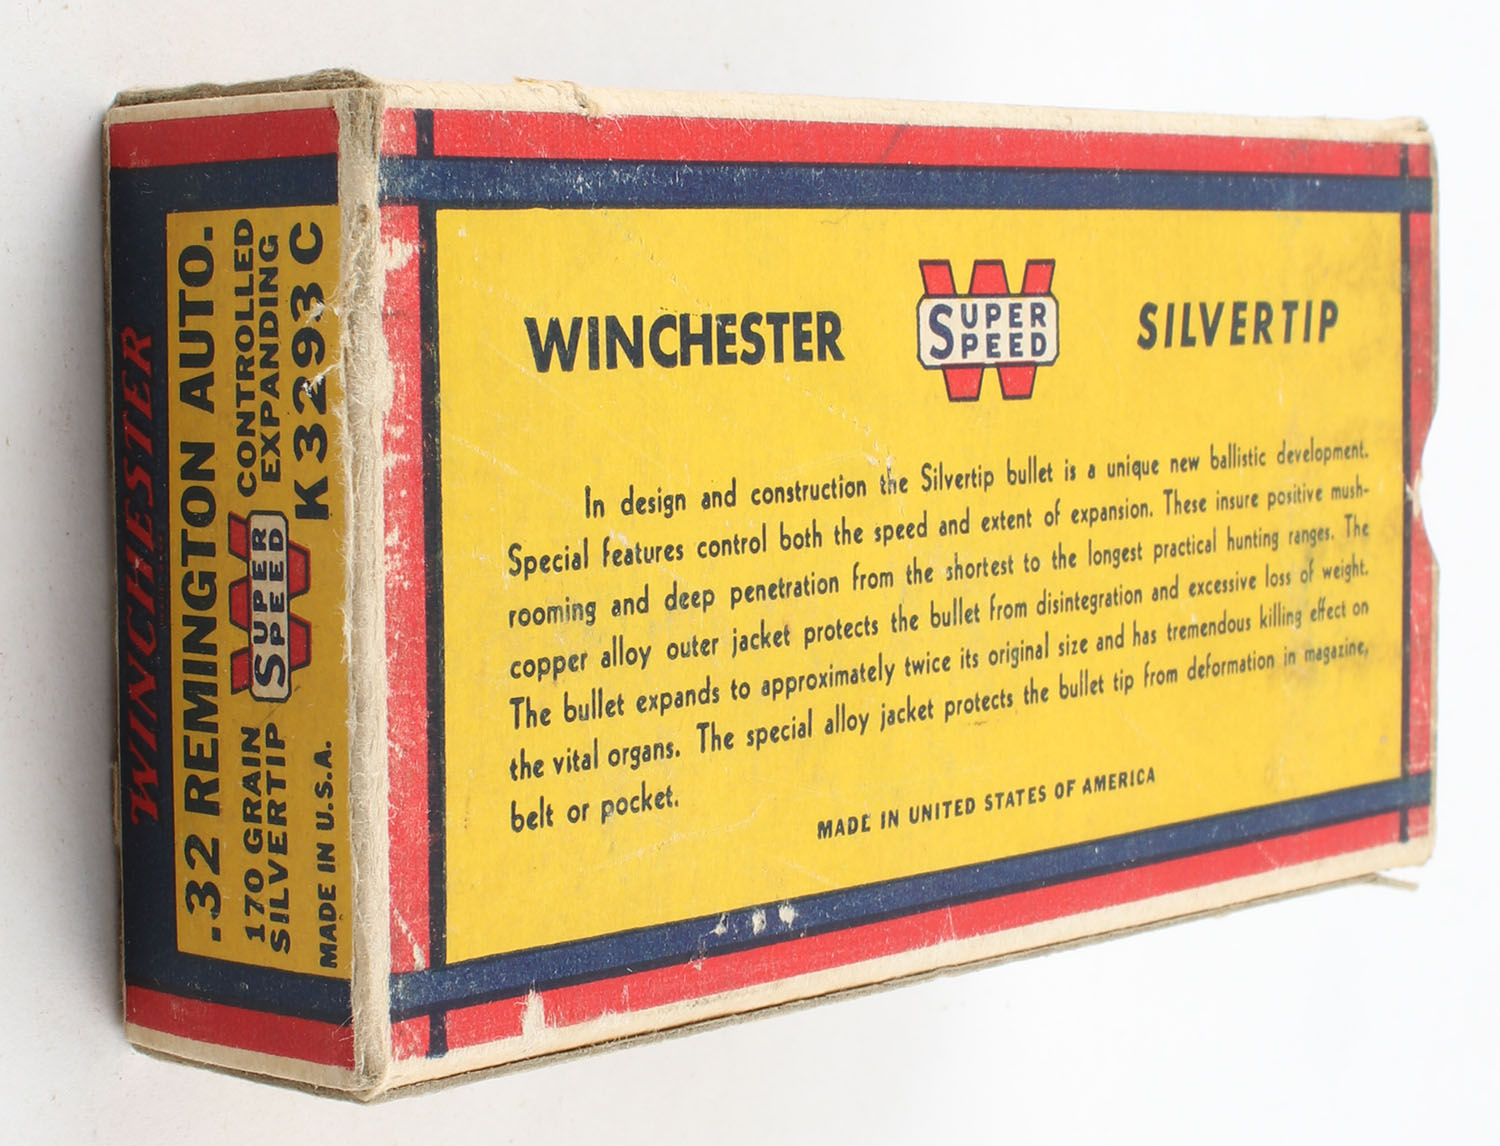 WINCHESTER
.32 REMINGTON AUTO.
170 GRAIN
SILVERTIP
SUPER
SPEED
W
CONTROLLED
EXPANDING
MADE IN U.S.A.
K3293C
WINCHESTER
SUPER
SPEED
W
SILVERTIP
In design and construction the Silvertip bullet is a unique new ballistic development.
Special features control both the speed and extent of expansion. These insure positive mush-
rooming and deep penetration from the shortest to the longest practical hunting ranges. The
copper alloy outer jacket protects the bullet from disintegration and excessive loss of weight.
The bullet expands to approximately twice its original size and has tremendous killing effect on
the vital organs. The special alloy jacket protects the bullet tip from deformation in magazine,
belt or pocket.
MADE IN UNITED STATES OF AMERICA